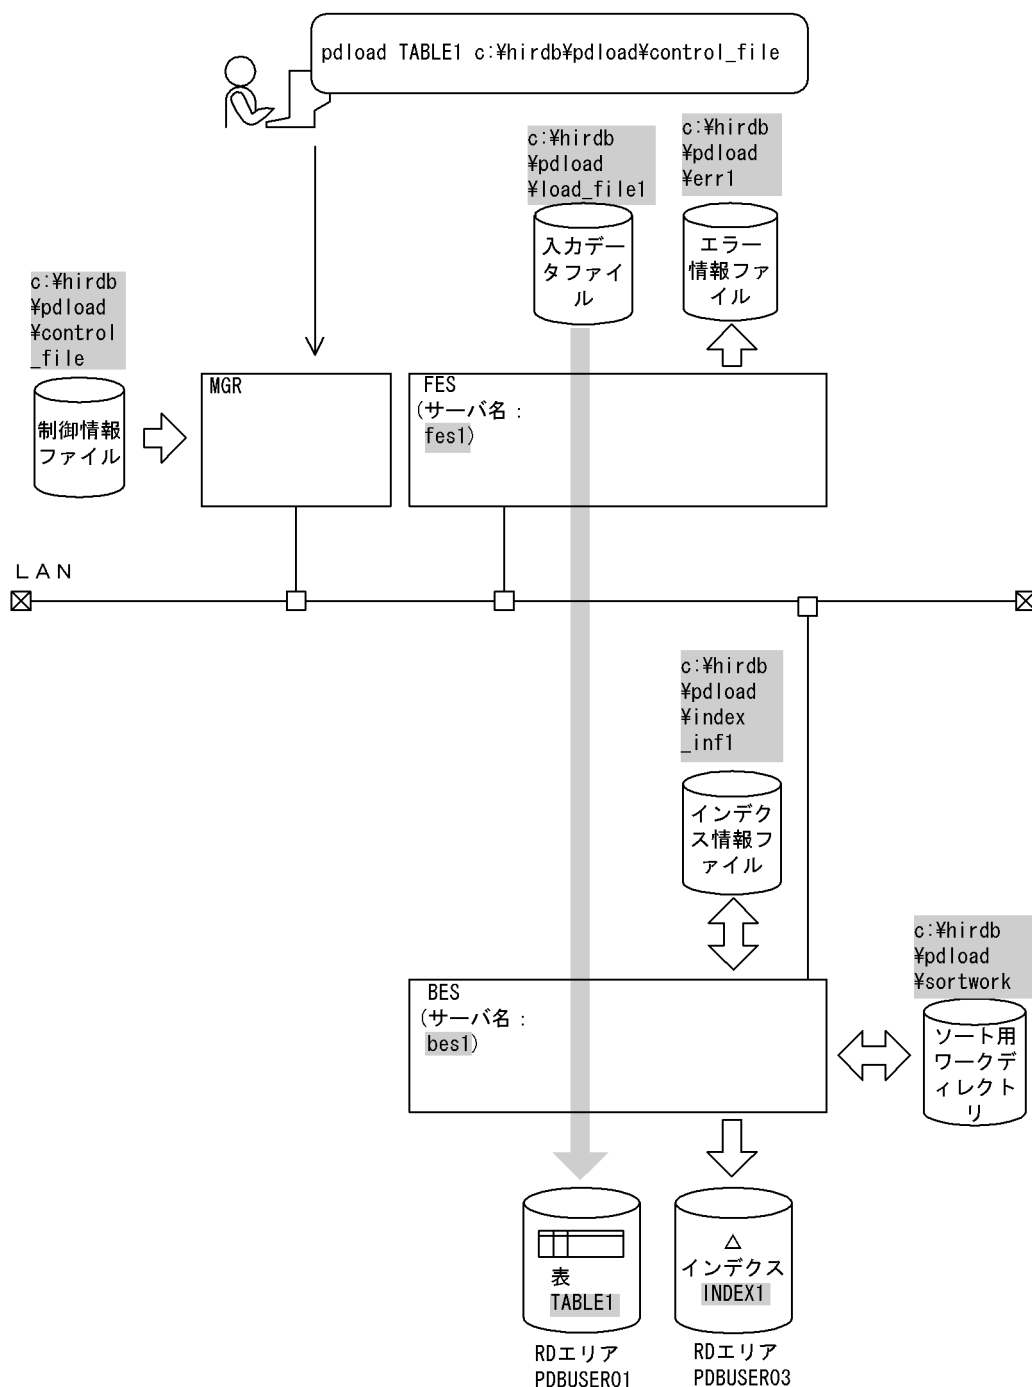 pdload TABLE1 c:¥hirdb¥pdload¥control_file
c:¥hirdb
¥pdload
¥load_file1
c:¥hirdb
¥pdload
¥err1
入力デー
タファイ
ル
エラー
情報ファ
イル
c:¥hirdb
¥pdload
¥control
_file
制御情報
ファイル
MGR
FES
(サーバ名:
fes1)
LAN
c:¥hirdb
¥pdload
¥index
_inf1
インデク
ス情報フ
ァイル
c:¥hirdb
¥pdload
¥sortwork
BES
(サーバ名:
bes1)
ソート用
ワークデ
ィレクト
リ
表
TABLE1
インデクス
INDEX1
RDエリア
PDBUSER01
RDエリア
PDBUSER03